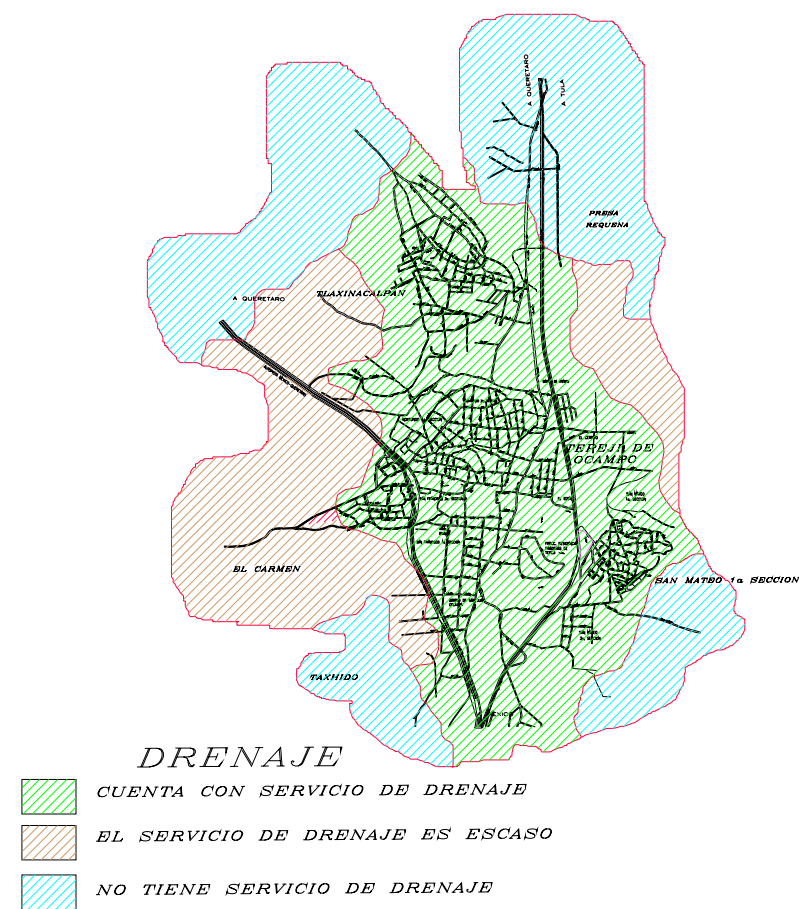 A QUERETARO
A TULA
PRESA
REQUENA
TLAXINACALPAN
A QUERETARO
TEPEJI DE
OCAMPO
EL CARMEN
SAN MATEO 1a SECCION
TAXHIDO
MEXICO
DRENAJE
CUENTA CON SERVICIO DE DRENAJE
EL SERVICIO DE DRENAJE ES ESCASO
NO TIENE SERVICIO DE DRENAJE